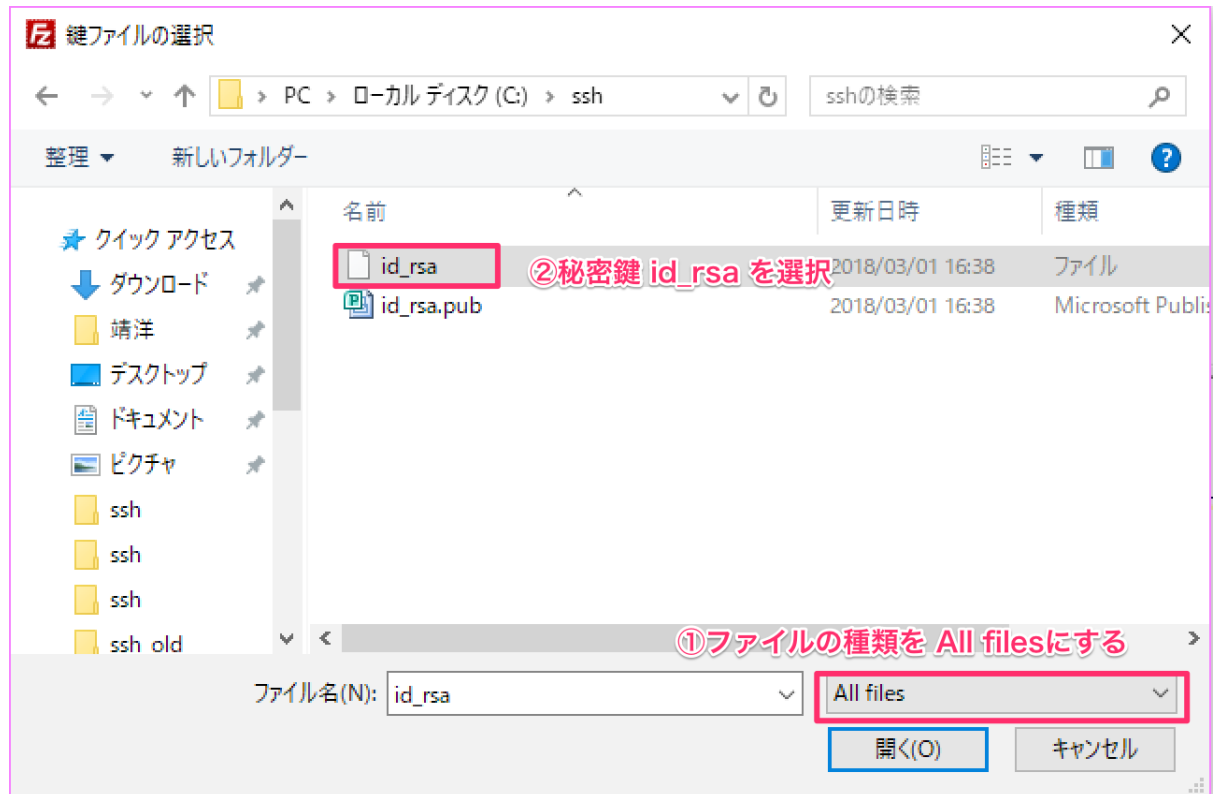 鍵ファイルの選択
PC › ローカル ディスク (C:) › ssh
sshの検索
整理
新しいフォルダー
名前
更新日時
種類
クイック アクセス
ダウンロード
靖洋
デスクトップ
ドキュメント
ピクチャ
ssh
ssh
ssh
ssh_old
id_rsa
②秘密鍵 id_rsa を選択
2018/03/01 16:38
ファイル
id_rsa.pub
2018/03/01 16:38
Microsoft Publis
①ファイルの種類を All filesにする
ファイル名(N):
id_rsa
All files
開く(O)
キャンセル